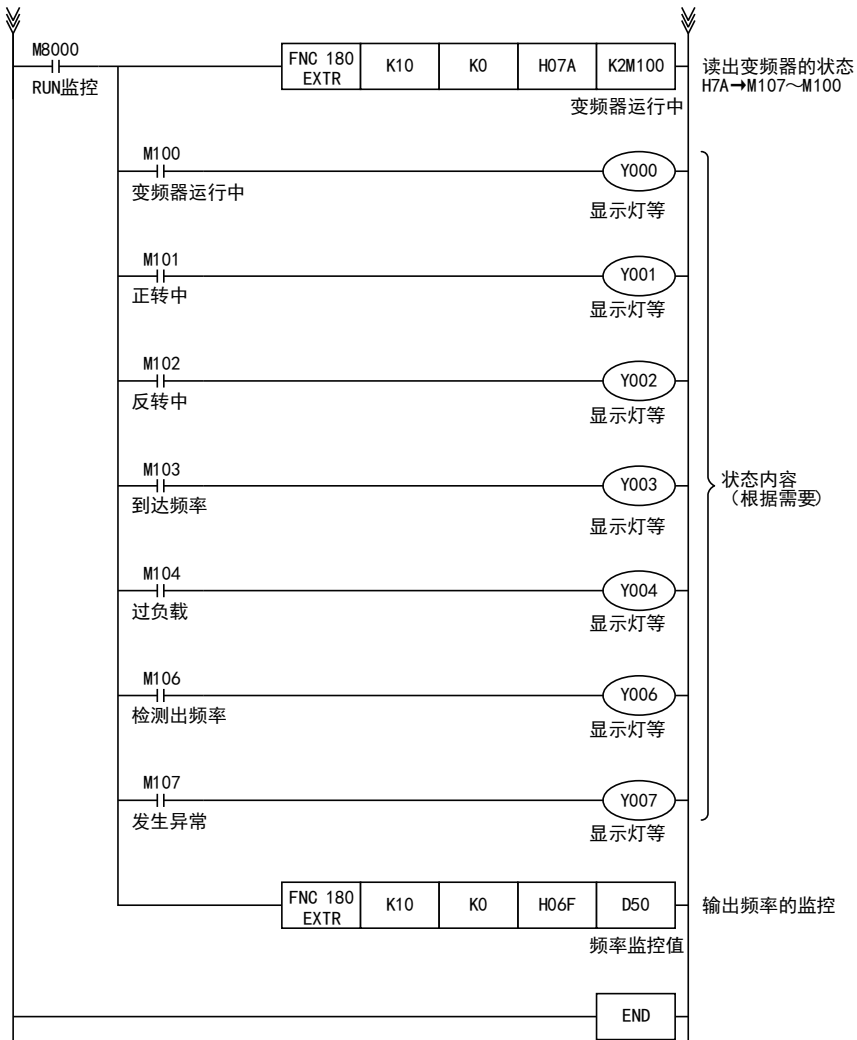 M8000
RUN监控
FNC 180
EXTR
K10
K0
H07A
K2M100
变频器运行中
读出变频器的状态
H7A→M107～M100
M100
变频器运行中
Y000
显示灯等
M101
正转中
Y001
显示灯等
M102
反转中
Y002
显示灯等
M103
到达频率
Y003
显示灯等
状态内容
（根据需要）
M104
过负载
Y004
显示灯等
M106
检测出频率
Y006
显示灯等
M107
发生异常
Y007
显示灯等
FNC 180
EXTR
K10
K0
H06F
D50
频率监控值
输出频率的监控
END